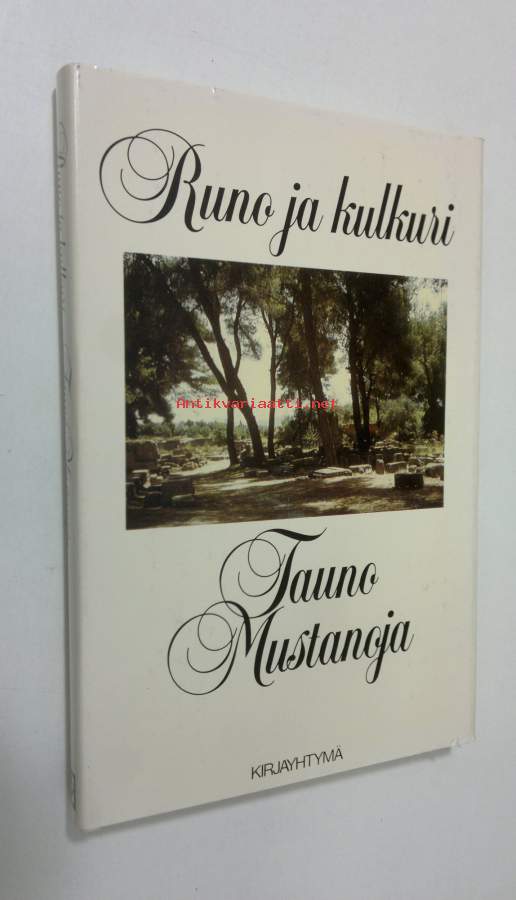 Runo ja kulkuri
Antikvariaatti.net
Tauno
Mustanoja
KIRJAYHTYMÄ